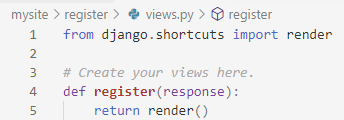 mysite > register > views.py > register
1 from django.shortcuts import render
2
3 # Create your views here.
4 def register(response):
5     return render()